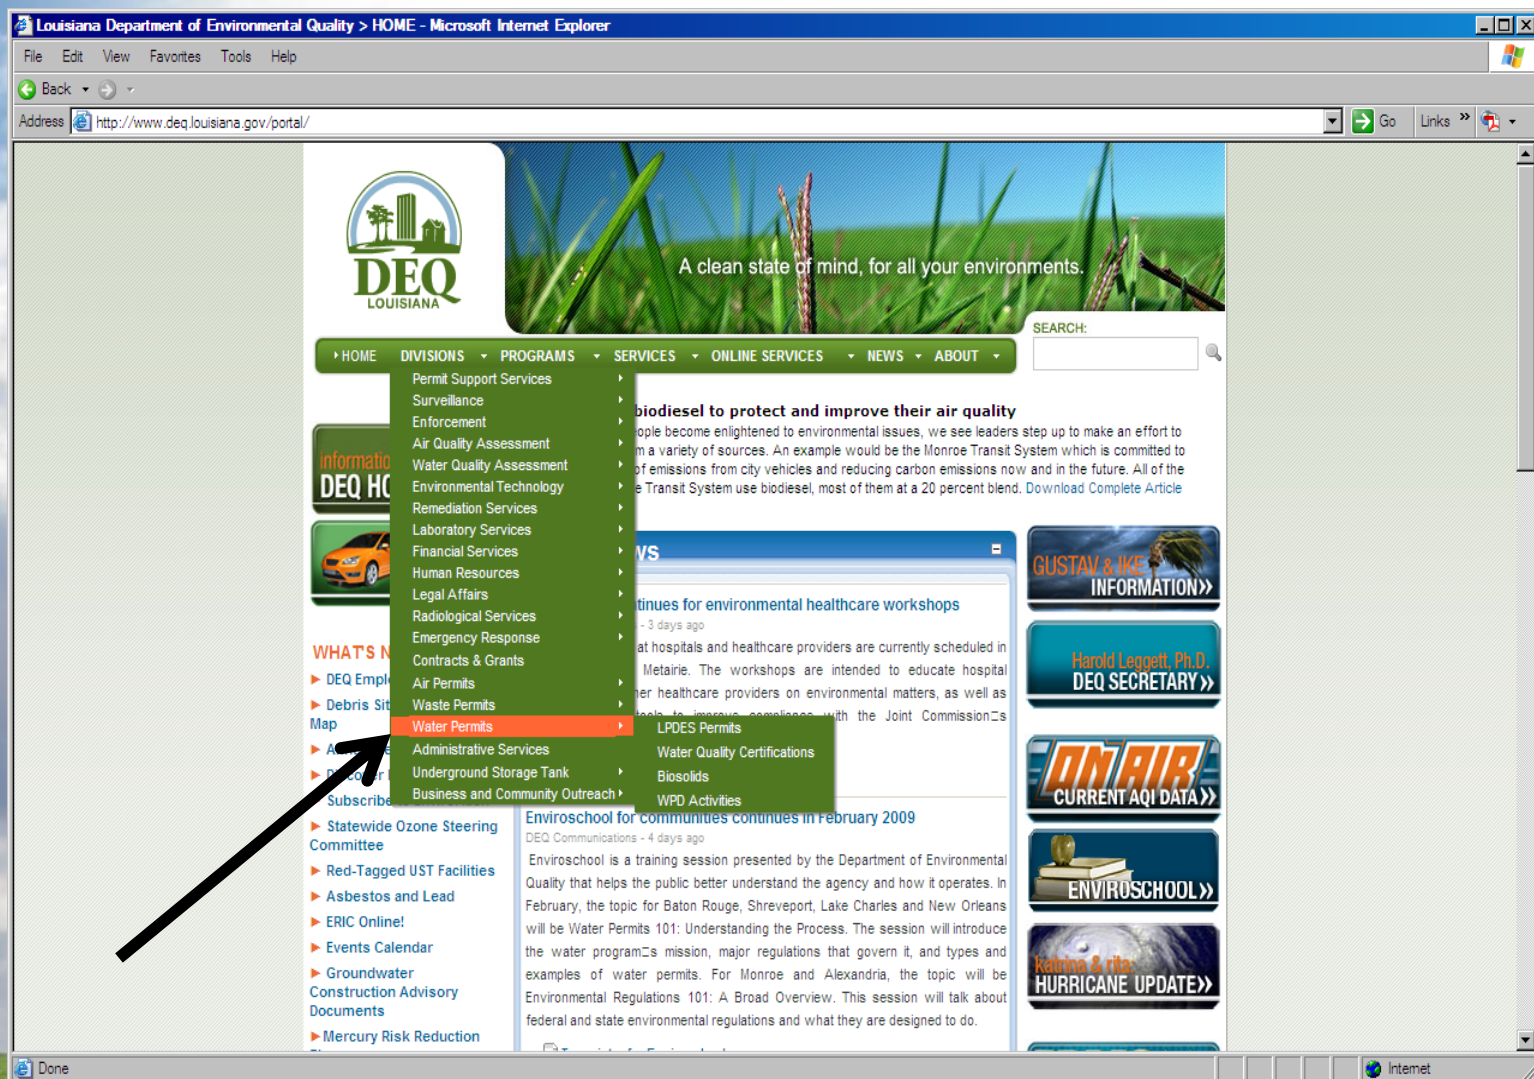 Louisiana Department of Environmental Quality > HOME - Microsoft Internet Explorer
File Edit View Favorites Tools Help
Back
Address http://www.deq.louisiana.gov/portal/ Go Links »
DEQ
LOUISIANA
A clean state of mind, for all your environments.
SEARCH:
HOME DIVISIONS PROGRAMS SERVICES ONLINE SERVICES NEWS ABOUT
Permit Support Services
Surveillance
Enforcement
Air Quality Assessment
Water Quality Assessment
Environmental Technology
Remediation Services
Laboratory Services
Financial Services
Human Resources
Legal Affairs
Radiological Services
Emergency Response
Contracts & Grants
Air Permits
Waste Permits
Water Permits
Administrative Services
Underground Storage Tank
Business and Community Outreach
LPDES Permits
Water Quality Certifications
Biosolids
WPD Activities
DEQ
WHAT'S
DEQ
Debris
Map
Subscribe
Statewide Ozone Steering
Committee
Red-Tagged UST Facilities
Asbestos and Lead
ERIC Online!
Events Calendar
Groundwater
Construction Advisory
Documents
Mercury Risk Reduction
biodiesel to protect and improve their air quality
become enlightened to environmental issues, we see leaders step up to make an effort to
a variety of sources. An example would be the Monroe Transit System which is committed to
of emissions from city vehicles and reducing carbon emissions now and in the future. All of the
Transit System use biodiesel, most of them at a 20 percent blend. Download Complete Article
for environmental healthcare workshops
- 3 days ago
at hospitals and healthcare providers are currently scheduled in
Metairie. The workshops are intended to educate hospital
healthcare providers on environmental matters, as well as
tools to improve compliance with the Joint Commission's
Enviroschool for communities continues in February 2009
DEQ Communications - 4 days ago
Enviroschool is a training session presented by the Department of Environmental
Quality that helps the public better understand the agency and how it operates. In
February, the topic for Baton Rouge, Shreveport, Lake Charles and New Orleans
will be Water Permits 101: Understanding the Process. The session will introduce
the water program's mission, major regulations that govern it, and types and
examples of water permits. For Monroe and Alexandria, the topic will be
Environmental Regulations 101: A Broad Overview. This session will talk about
federal and state environmental regulations and what they are designed to do.
GUSTAV & IKE
INFORMATION»
Harold Leggett, Ph.D.
DEQ SECRETARY»
ON AIR
CURRENT AQI DATA»
ENVIROSCHOOL»
katrina & rita:
HURRICANE UPDATE»
Done Internet